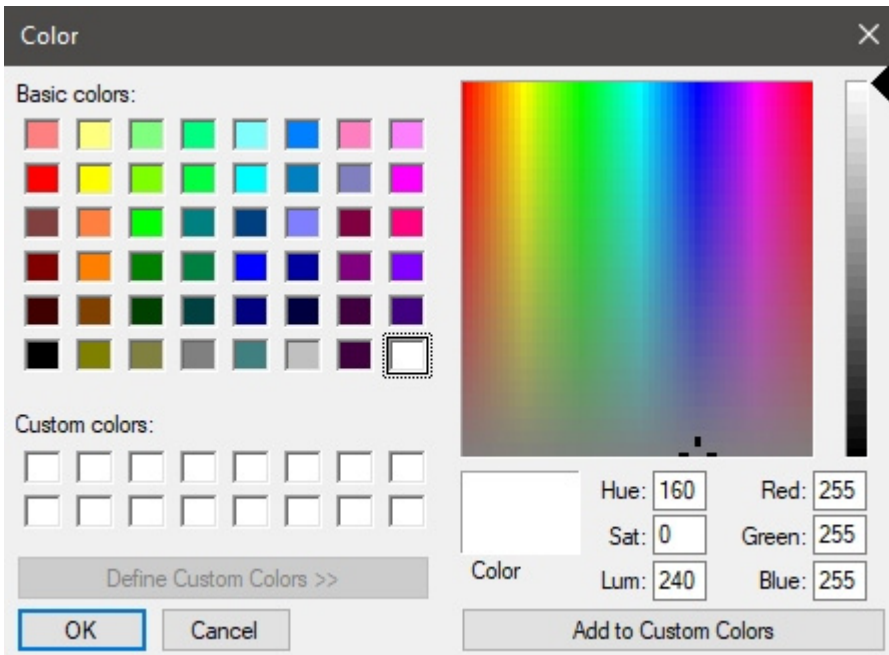 Color
Basic colors:
Custom colors:
Define Custom Colors >>
OK Cancel
Color
Hue: 160 Red: 255
Sat: 0 Green: 255
Lum: 240 Blue: 255
Add to Custom Colors